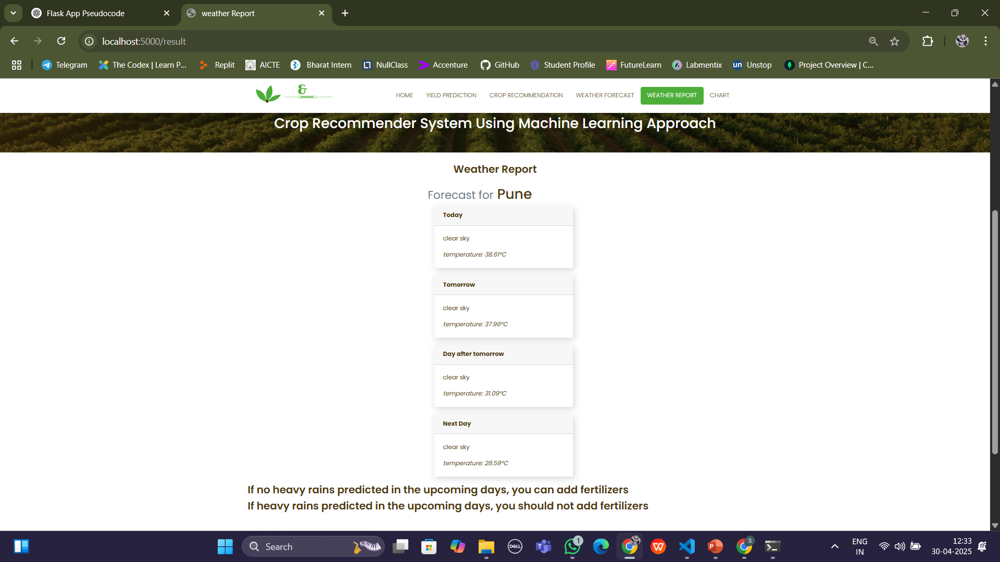 Flask App Pseudocode
weather Report
localhost:5000/result
Telegram
The Codex | Learn P...
Replit
AICTE
Bharat Intern
NullClass
Accenture
GitHub
Student Profile
FutureLearn
Labmentix
un Unstop
Project Overview | C...
&
HOME
YIELD PREDICTION
CROP RECOMMENDATION
WEATHER FORECAST
WEATHER REPORT
CHART
Crop Recommender System Using Machine Learning Approach
Weather Report
Forecast for Pune
Today
clear sky
temperature: 38.61°C
Tomorrow
clear sky
temperature: 37.96°C
Day after tomorrow
clear sky
temperature: 31.09°C
Next Day
clear sky
temperature: 28.59°C
If no heavy rains predicted in the upcoming days, you can add fertilizers
If heavy rains predicted in the upcoming days, you should not add fertilizers
Search
DELL
1
S
ENG
IN
12:33
30-04-2025